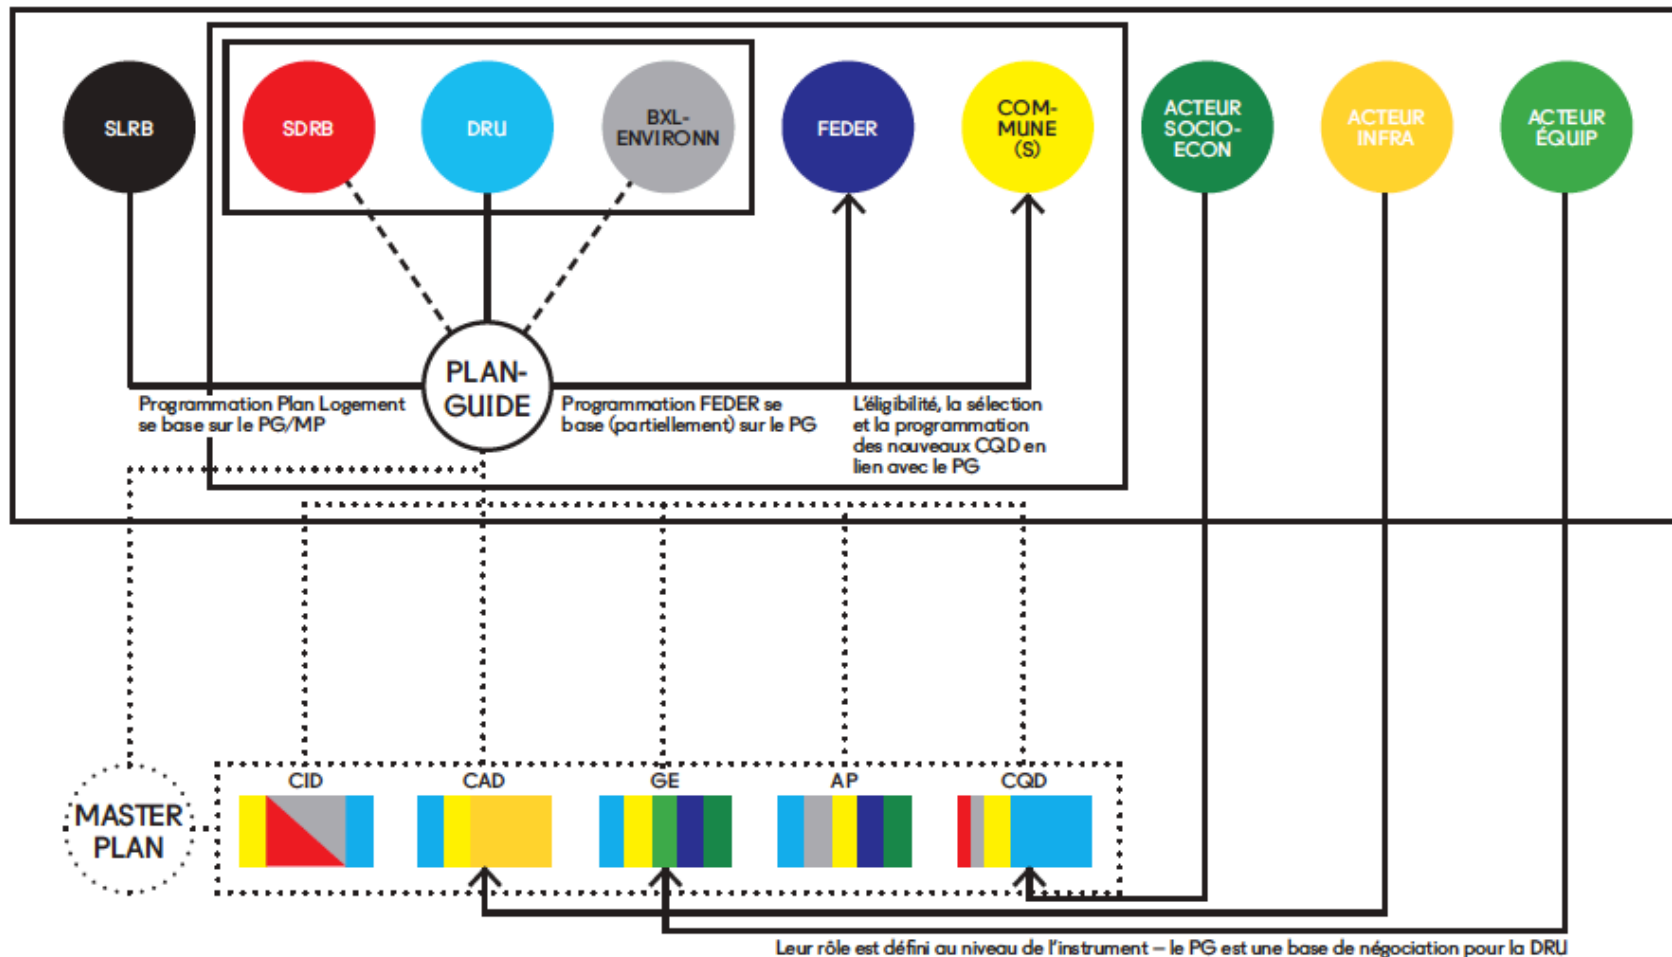 SLRB
SDRB
DRU
BXL-
ENVIRONN
FEDER
COM-
MUNE
(S)
ACTEUR
SOCIO-
ECON
ACTEUR
INFRA
ACTEUR
ÉQUIP
PLAN-
GUIDE
Programmation Plan Logement
se base sur le PG/MP
Programmation FEDER se
base (partiellement) sur le PG
L'éligibilité, la sélection
et la programmation
des nouveaux CQD en
lien avec le PG
MASTER
PLAN
CID
CAD
GE
AP
CQD
Leur rôle est défini au niveau de l'instrument – le PG est une base de négociation pour la DRU